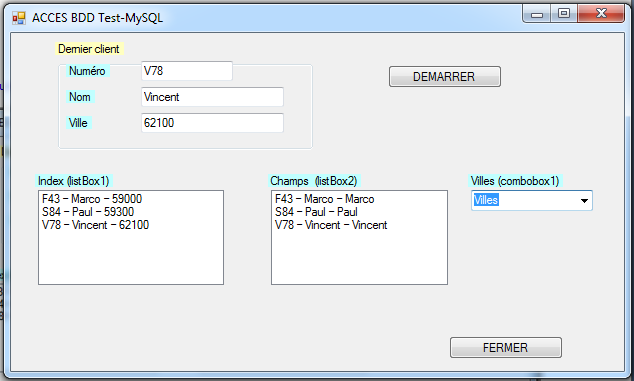 ACCES BDD Test-MySQL
Dernier client
Numéro V78
DEMARRER
Nom Vincent
Ville 62100
Index (listBox1)
F43 – Marco – 59000
S84 – Paul – 59300
V78 – Vincent – 62100
Champs (listBox2)
F43 – Marco – Marco
S84 – Paul – Paul
V78 – Vincent – Vincent
Villes (combobox1)
Villes
FERMER